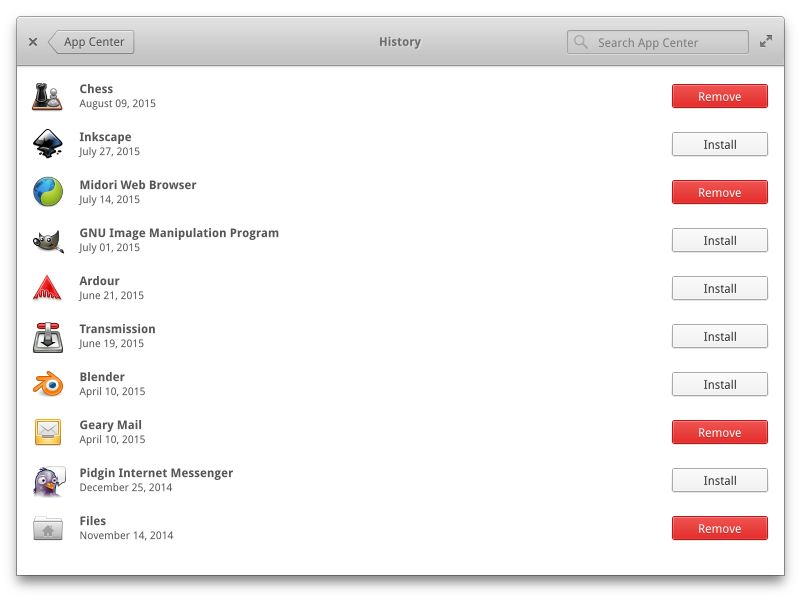 App Center
History
Search App Center
Chess
August 09, 2015
Remove
Inkscape
July 27, 2015
Install
Midori Web Browser
July 14, 2015
Remove
GNU Image Manipulation Program
July 01, 2015
Install
Ardour
June 21, 2015
Install
Transmission
June 19, 2015
Install
Blender
April 10, 2015
Install
Geary Mail
April 10, 2015
Remove
Pidgin Internet Messenger
December 25, 2014
Install
Files
November 14, 2014
Remove